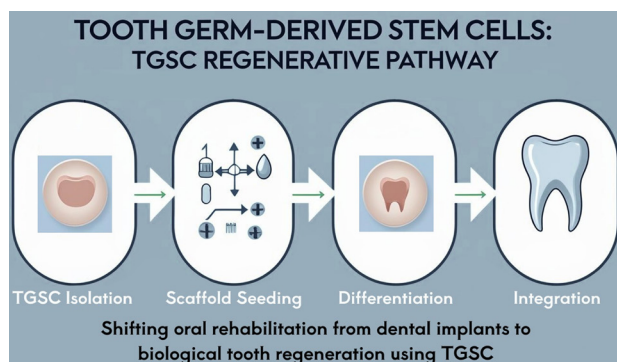 TOOTH GERM-DERIVED STEM CELLS:
TGSC REGENERATIVE PATHWAY
TGSC Isolation
Scaffold Seeding
Differentiation
Integration
Shifting oral rehabilitation from dental implants to
biological tooth regeneration using TGSC